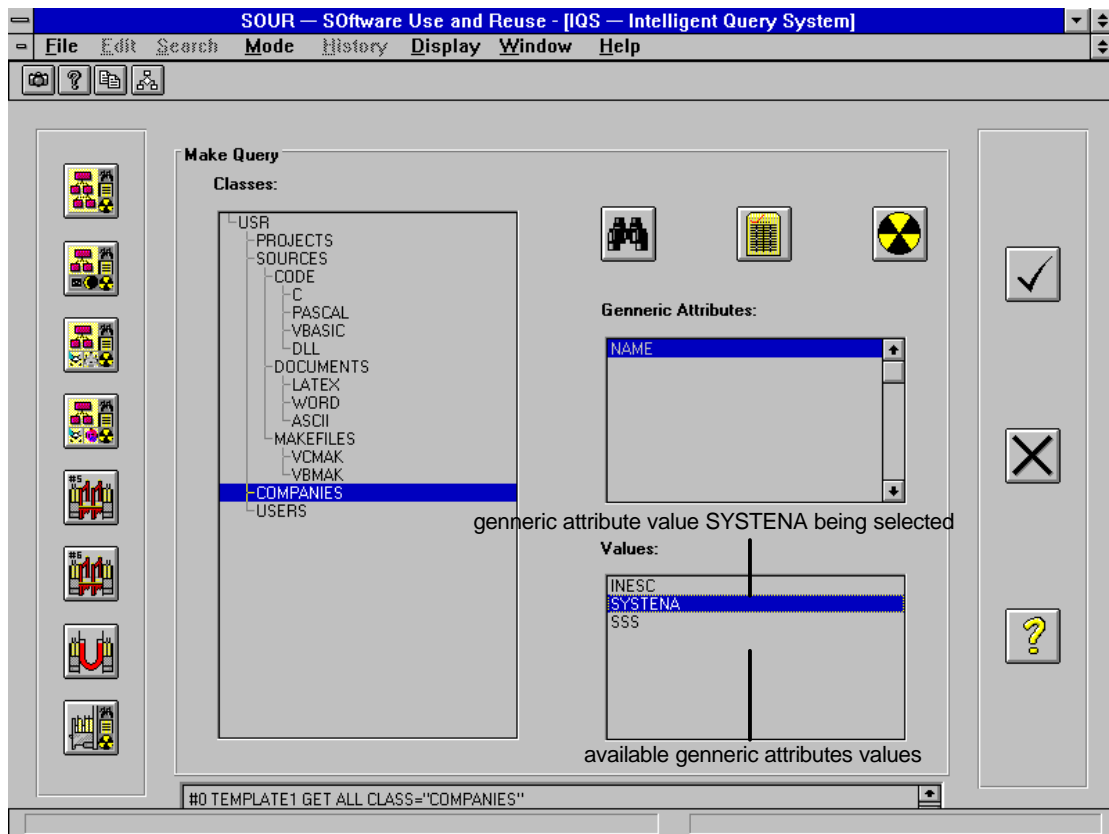 SOUR — SOftware Use and Reuse - [IQS — Intelligent Query System]
File Edit Search Mode History Display Window Help
Make Query
Classes:
USR
PROJECTS
SOURCES
CODE
C
PASCAL
VBASIC
DLL
DOCUMENTS
LATEX
WORD
ASCII
MAKEFILES
VCMAK
VBMAK
COMPANIES
USERS
Genneric Attributes:
NAME
genneric attribute value SYSTENA being selected
Values:
INESC
SYSTENA
SSS
available genneric attributes values
#5
#6
#0 TEMPLATE1 GET ALL CLASS="COMPANIES"